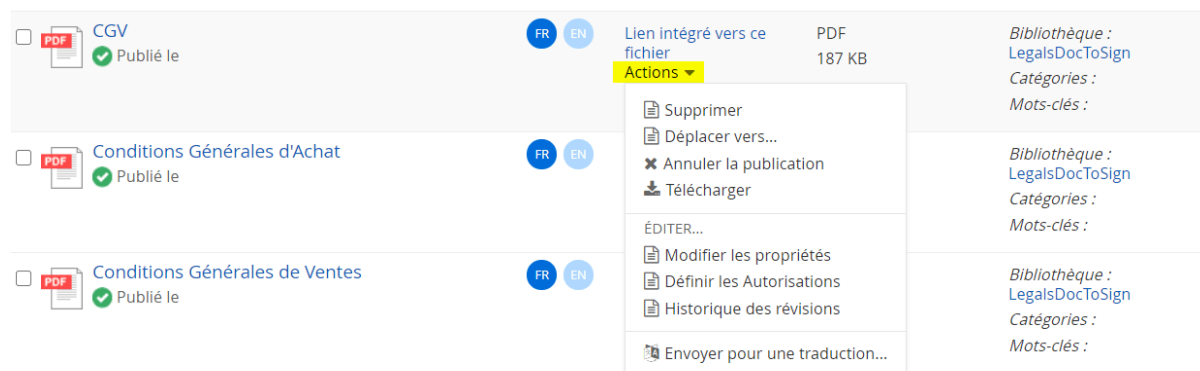 CGV
PDF
Publié le
FR EN
Lien intégré vers ce
fichier
Actions
PDF
187 KB
Bibliothèque :
LegalsDocToSign
Catégories :
Mots-clés :
Supprimer
Déplacer vers...
Annuler la publication
Télécharger
ÉDITER...
Modifier les propriétés
Définir les Autorisations
Historique des révisions
Envoyer pour une traduction...
Conditions Générales d'Achat
PDF
Publié le
FR EN
Bibliothèque :
LegalsDocToSign
Catégories :
Mots-clés :
Conditions Générales de Ventes
PDF
Publié le
FR EN
Bibliothèque :
LegalsDocToSign
Catégories :
Mots-clés :